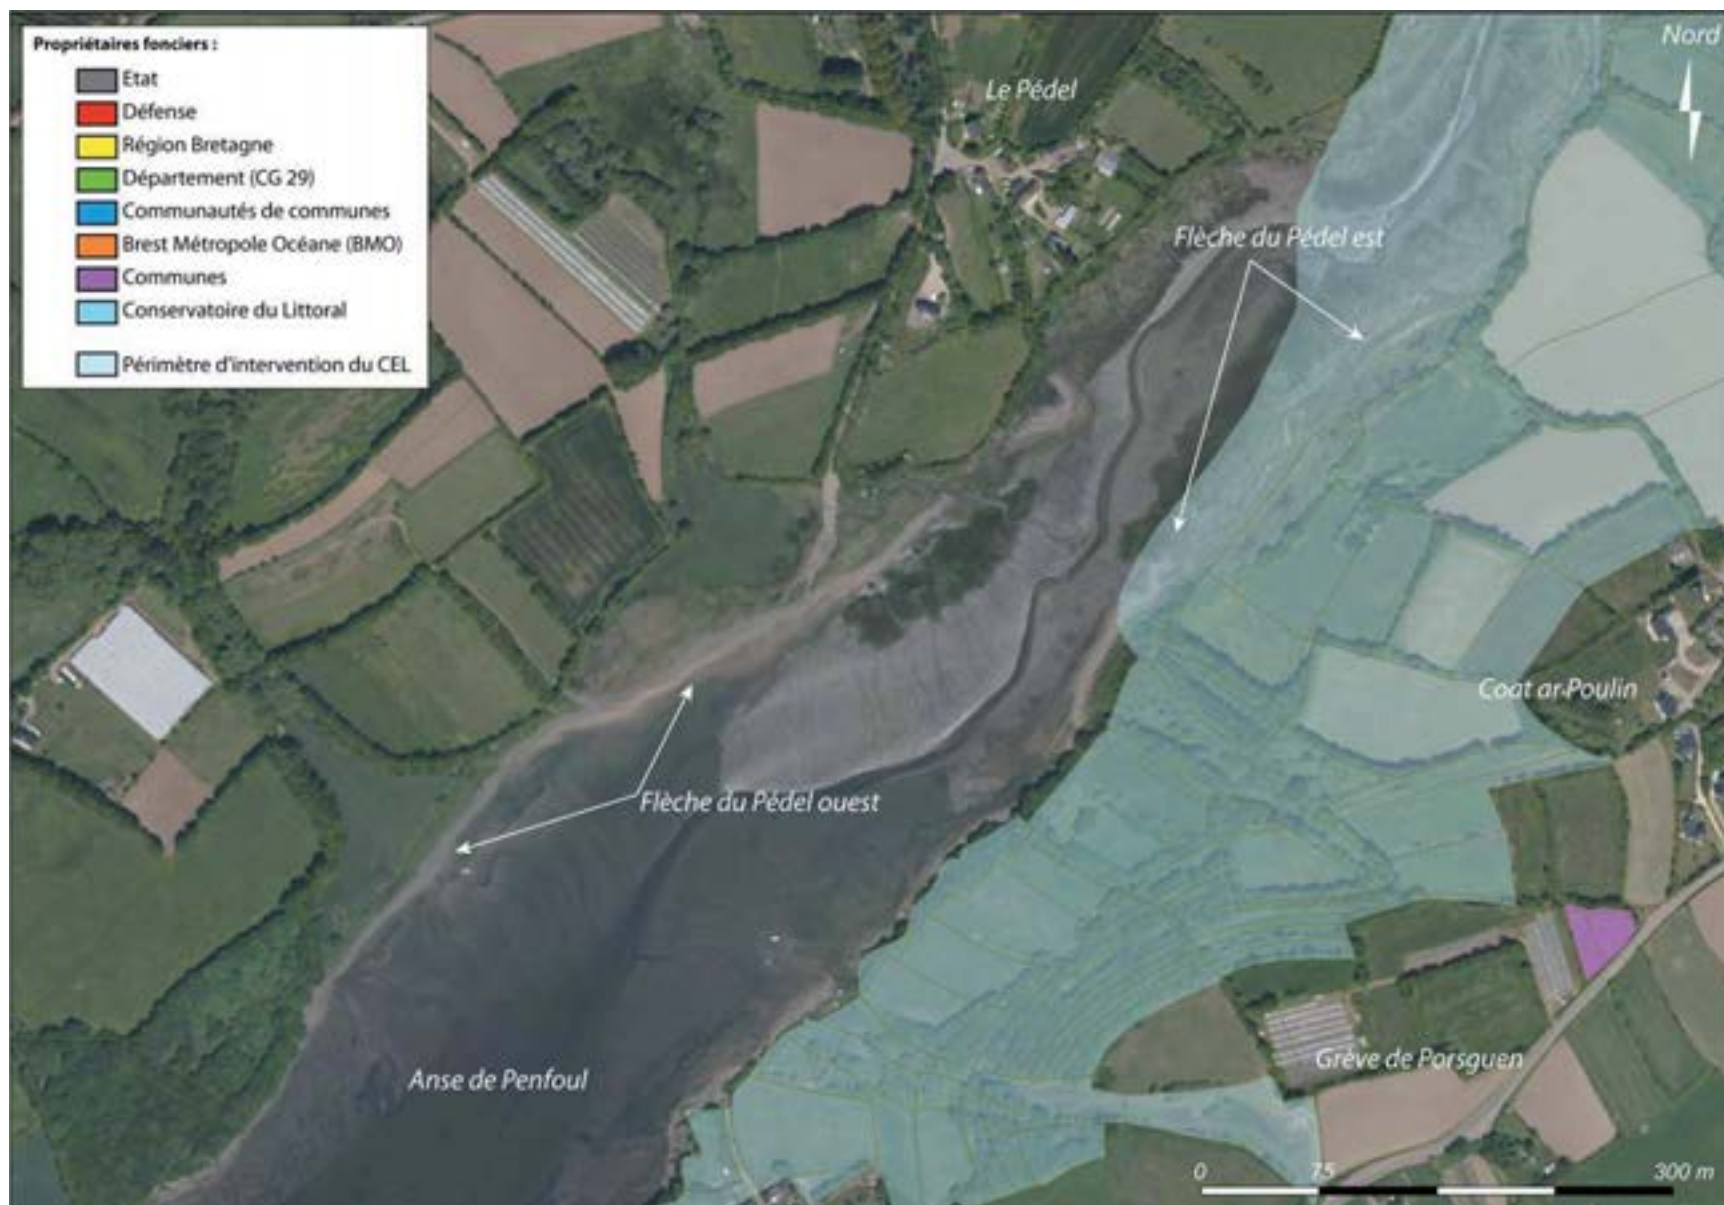 Propriétaires fonciers :
Etat
Défense
Région Bretagne
Département (CG 29)
Communautés de communes
Brest Métropole Océane (BMO)
Communes
Conservatoire du Littoral
Périmètre d'intervention du CEL
Nord
Le Pédel
Flèche du Pédel est
Coat ar Poulin
Flèche du Pédel ouest
Grève de Porsguen
Anse de Penfoul
0 75 300 m